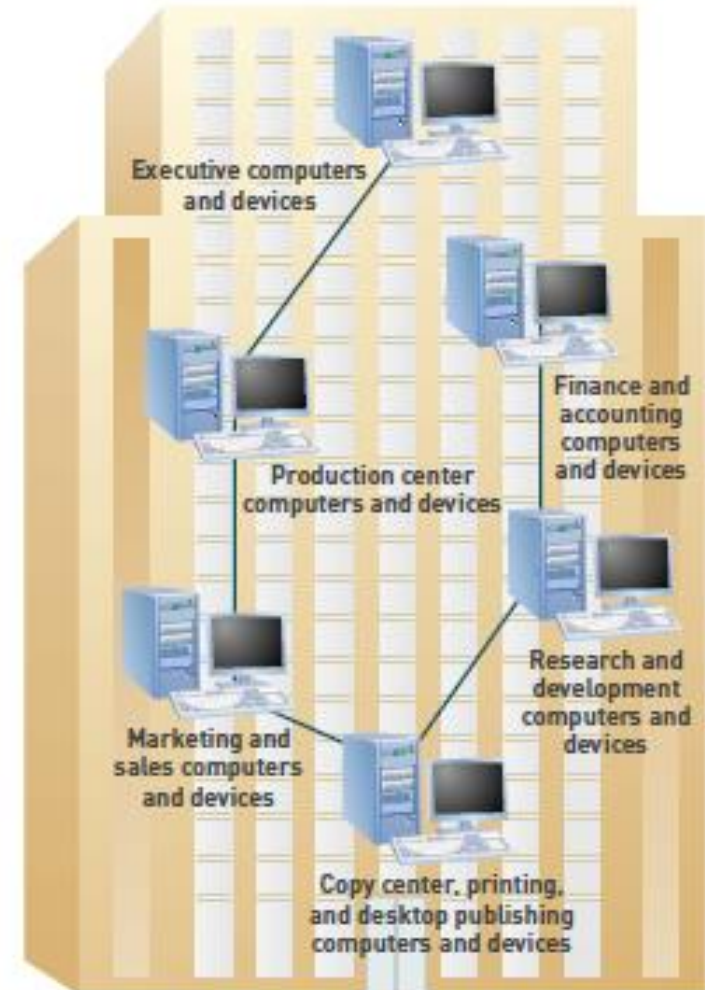 Executive computers
and devices
Finance and
accounting
computers
and devices
Production center
computers and devices
Research and
development
computers and
devices
Marketing and
sales computers
and devices
Copy center, printing,
and desktop publishing
computers and devices